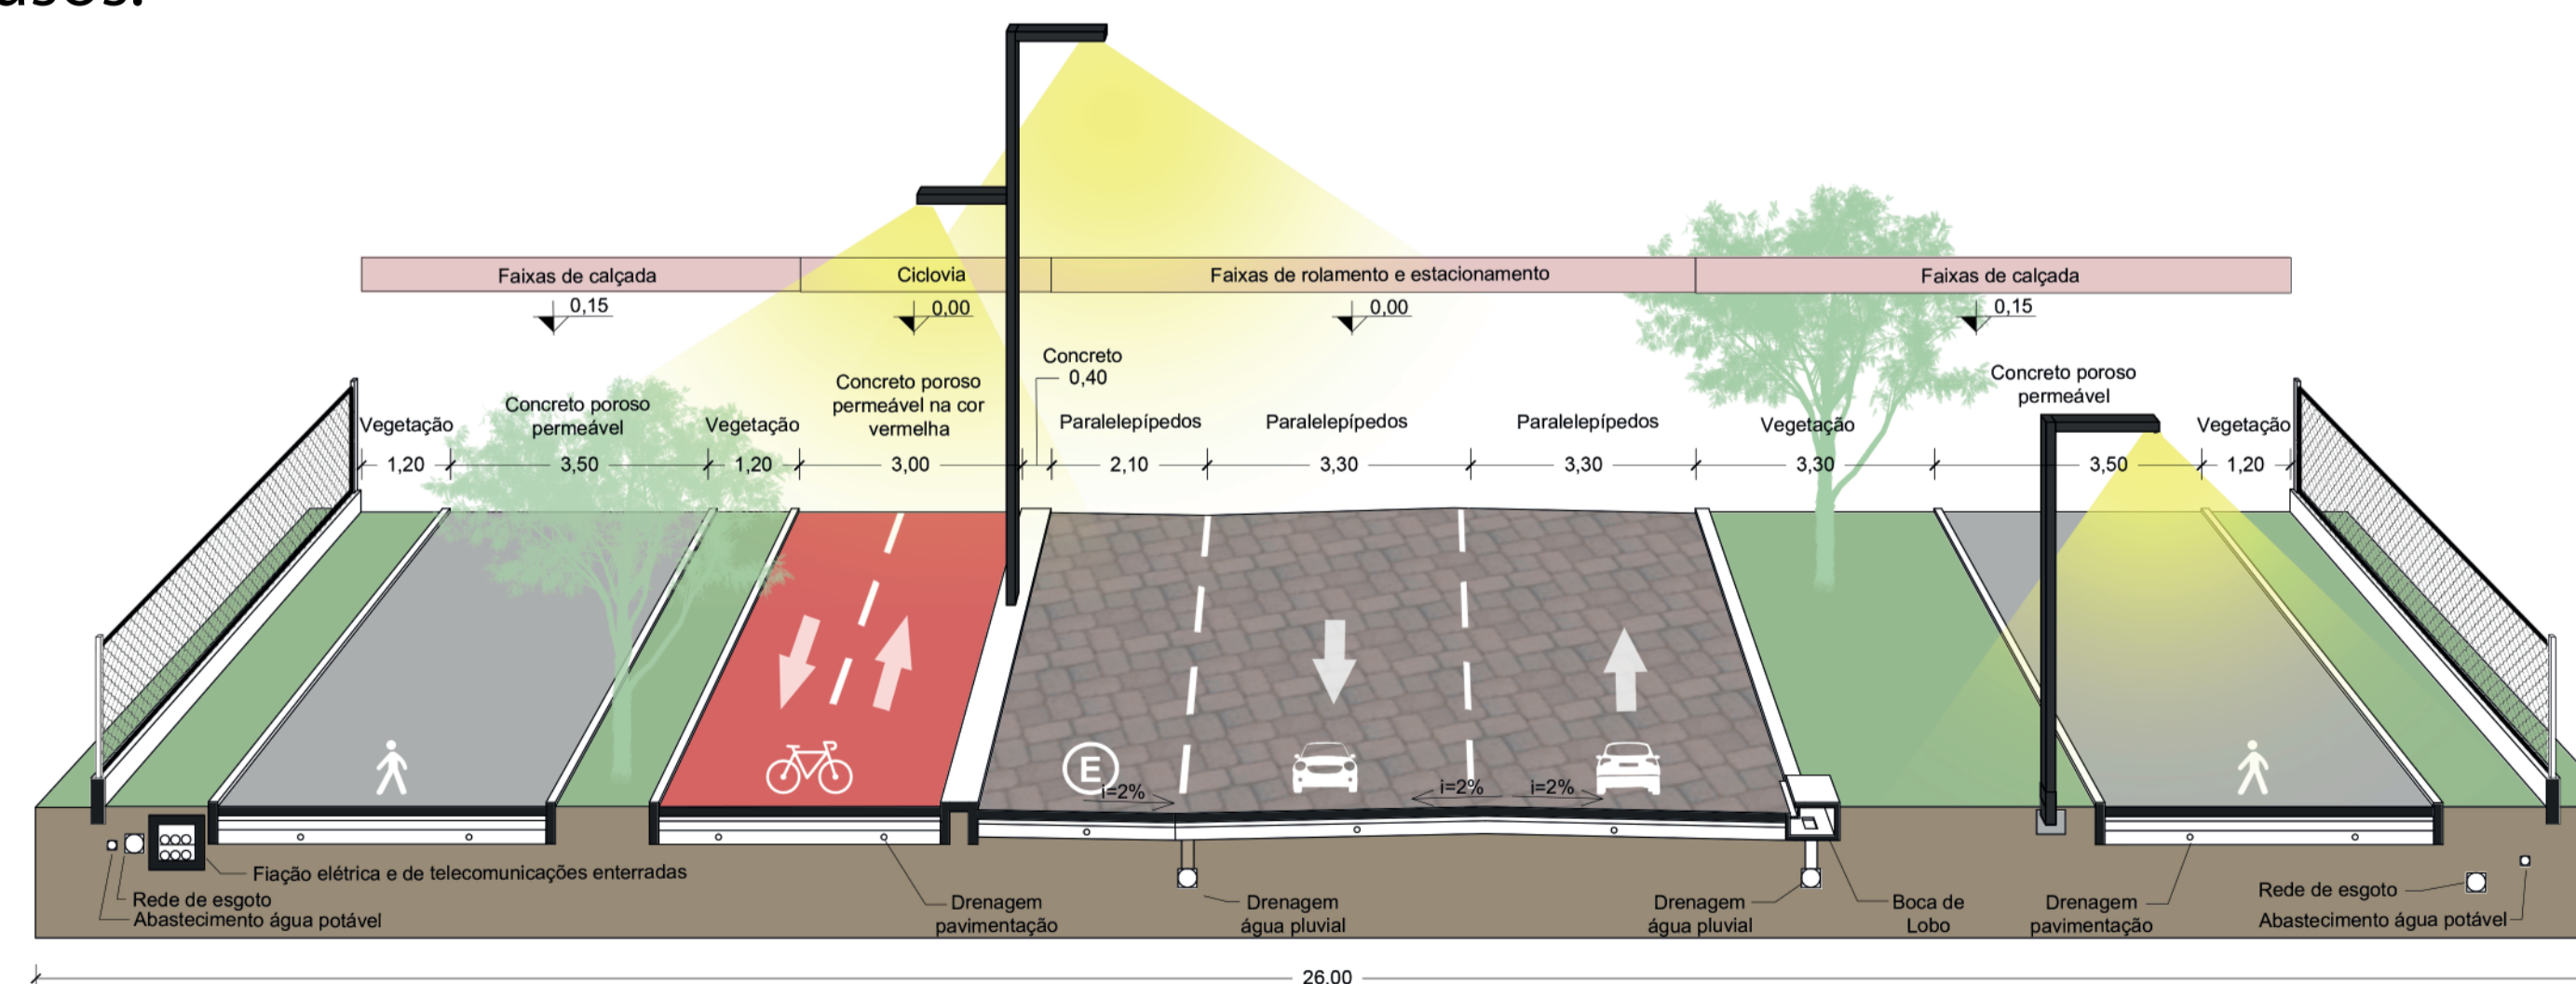 Faixas de calçada Ciclovia Faixas de rolamento e estacionamento Faixas de calçada
0,15 0,00 0,00 0,15
Concreto
0,40
Concreto poroso
permeável na cor
vermelha
Concreto poroso
permeável
Concreto poroso
permeável
Vegetação Vegetação Paralelepípedos Paralelepípedos Paralelepípedos Vegetação Vegetação
1,20 3,50 1,20 3,00 2,10 3,30 3,30 3,30 3,50 1,20
E
i=2% i=2% i=2%
Fiação elétrica e de telecomunicações enterradas
Rede de esgoto
Abastecimento água potável
Drenagem
pavimentação
Drenagem
água pluvial
Drenagem
água pluvial
Boca de
Lobo
Drenagem
pavimentação
Rede de esgoto
Abastecimento água potável
26,00